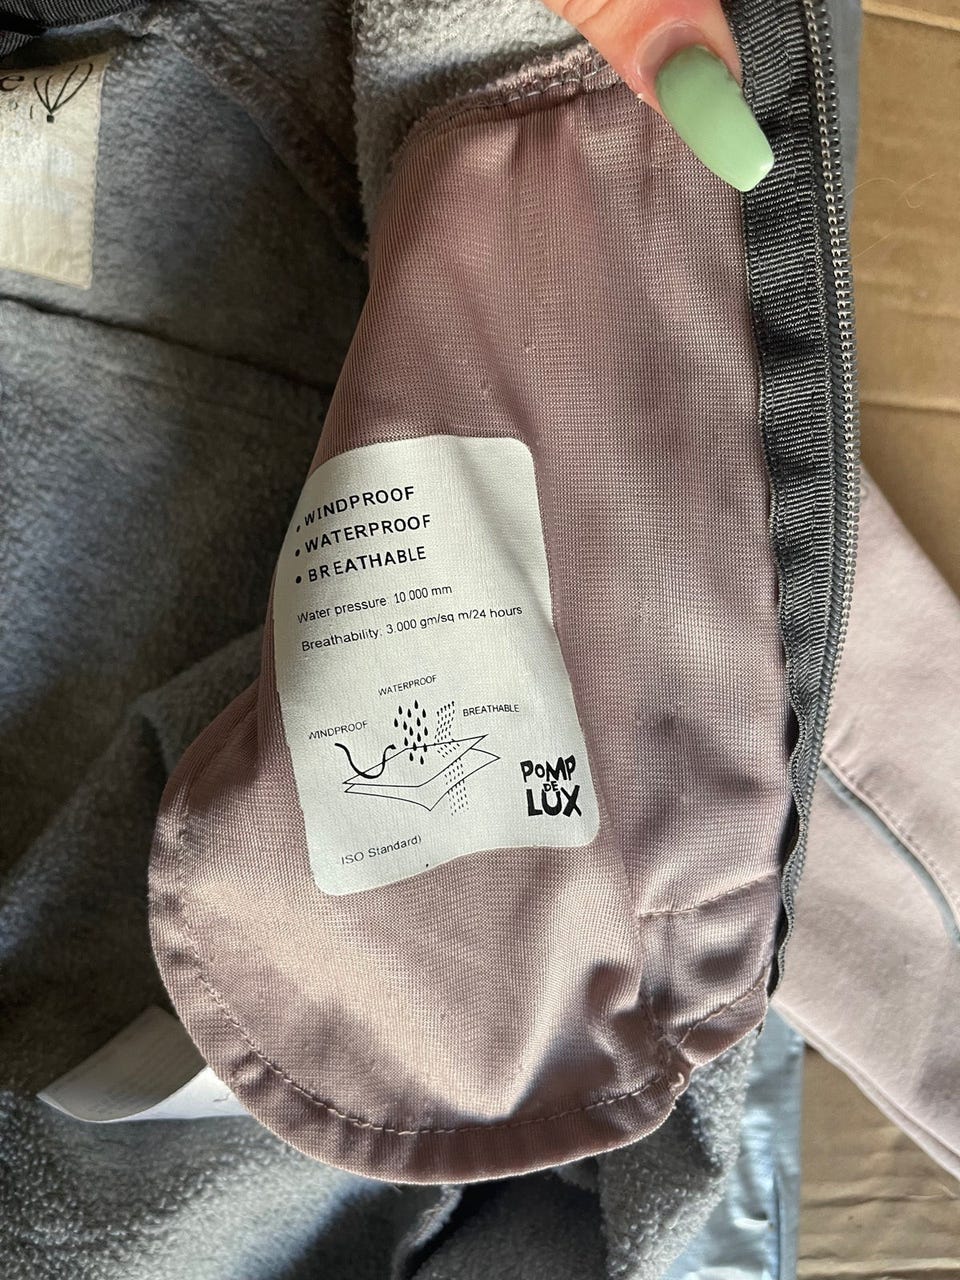 • WINDPROOF
• WATERPROOF
• BREATHABLE
Water pressure: 10.000 mm
Breathability: 3.000 gm/sq m/24 hours
WATERPROOF
WINDPROOF
BREATHABLE
POMP
DE
LUX
ISO Standard)